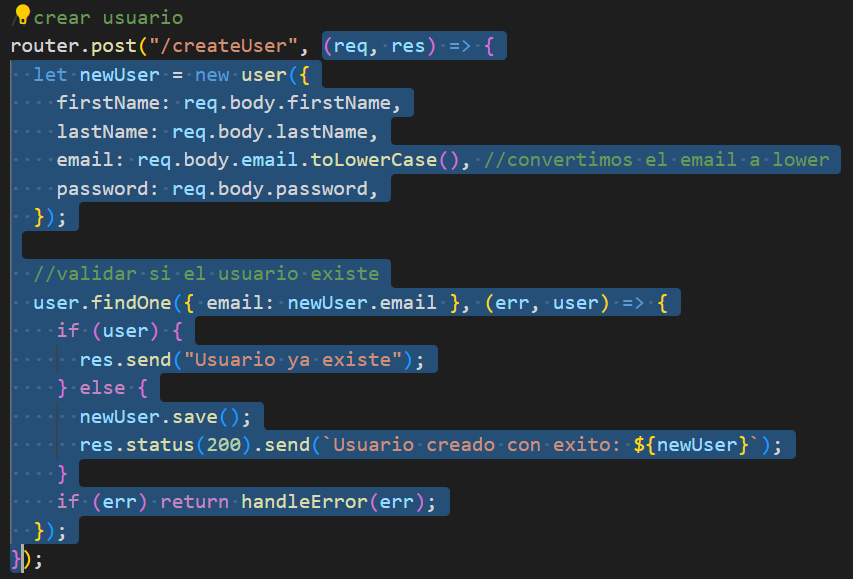 //crear usuario
router.post("/createUser", (req, res) => {
  let newUser = new user({
    firstName: req.body.firstName,
    lastName: req.body.lastName,
    email: req.body.email.toLowerCase(), //convertimos el email a lower
    password: req.body.password,
  });

  //validar si el usuario existe
  user.findOne({ email: newUser.email }, (err, user) => {
    if (user) {
      res.send("Usuario ya existe");
    } else {
      newUser.save();
      res.status(200).send(`Usuario creado con exito: ${newUser}`);
    }
    if (err) return handleError(err);
  });
});